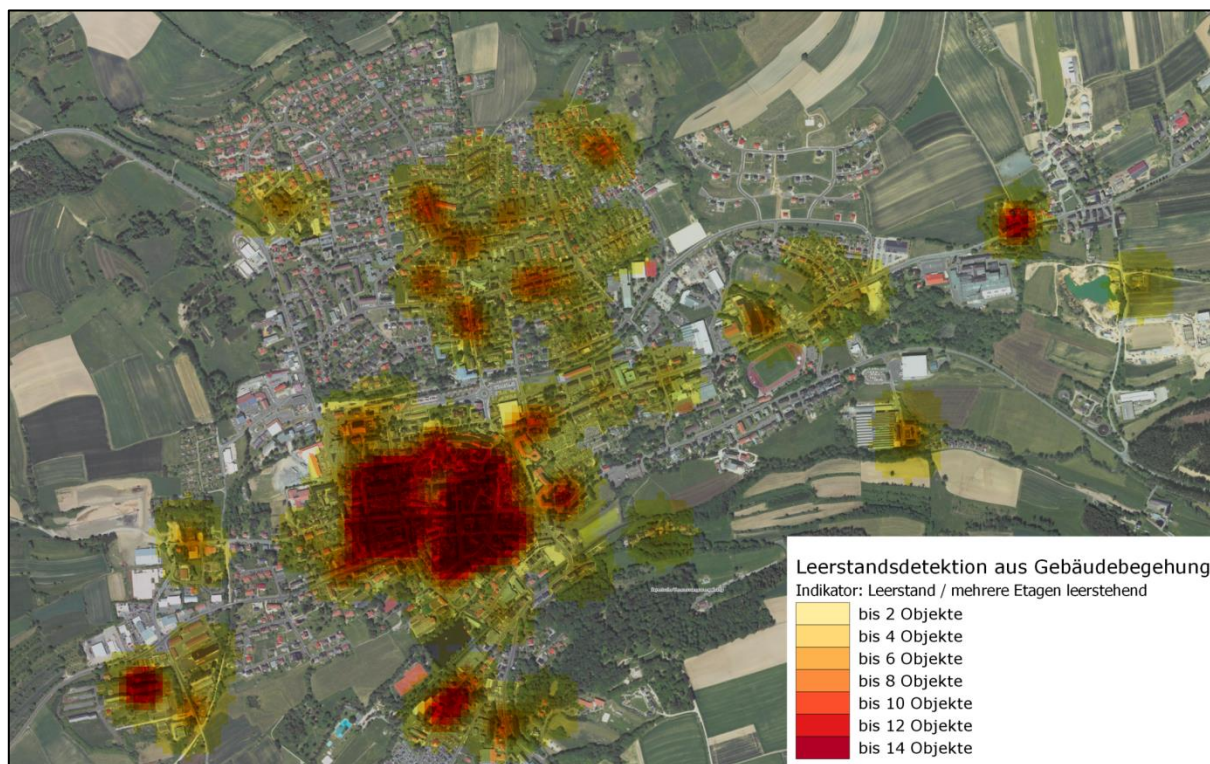 Leerstandsdetektion aus Gebäudebegehung
Indikator: Leerstand / mehrere Etagen leerstehend
bis 2 Objekte
bis 4 Objekte
bis 6 Objekte
bis 8 Objekte
bis 10 Objekte
bis 12 Objekte
bis 14 Objekte